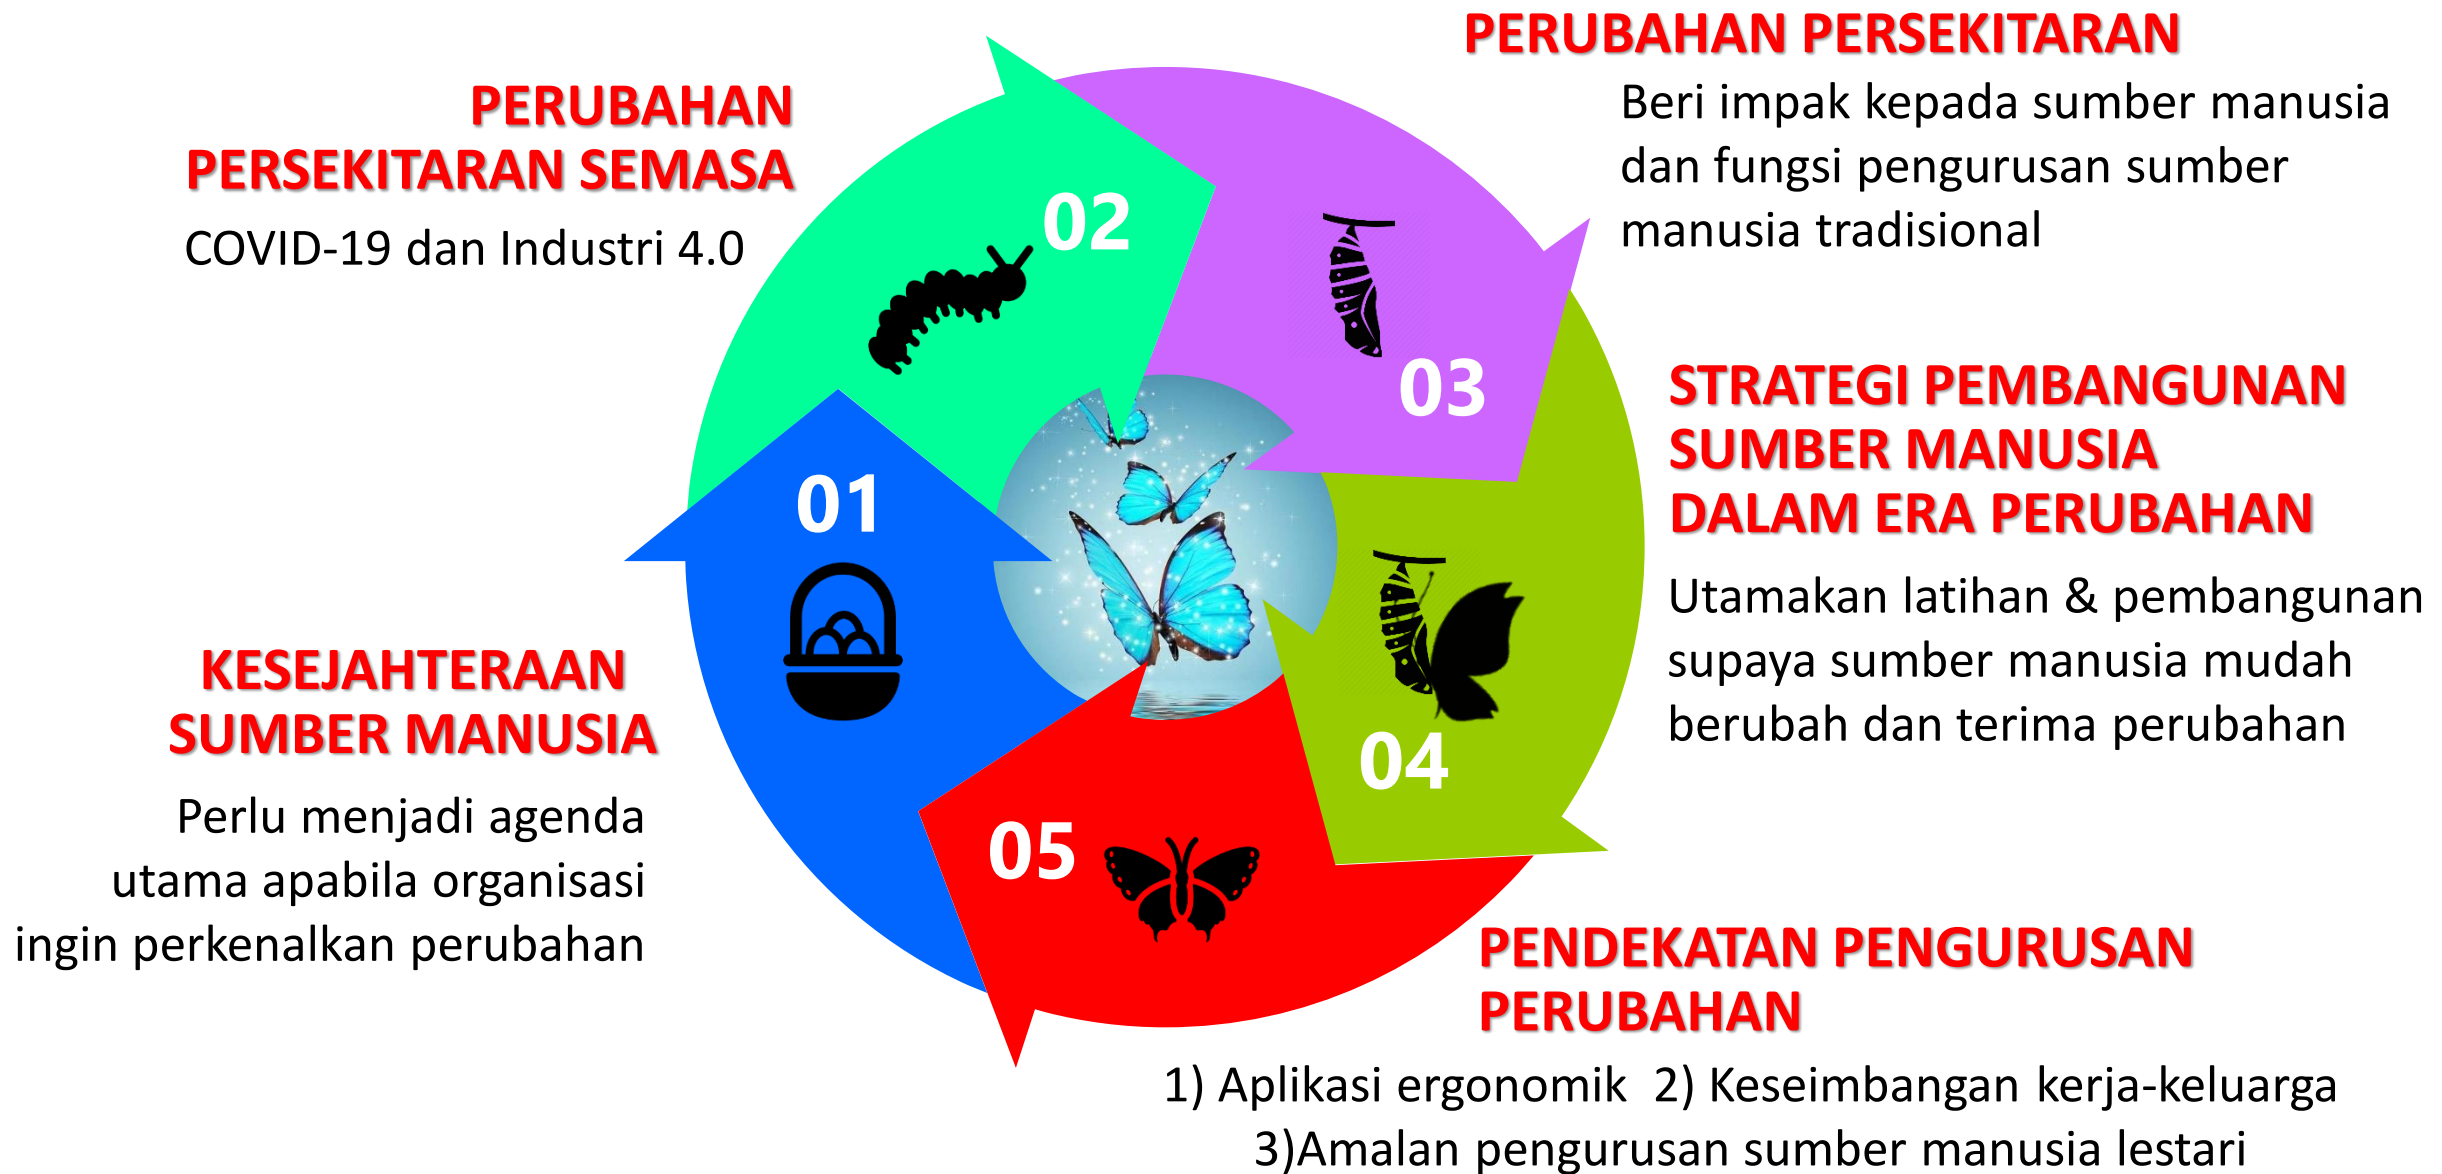 PERUBAHAN
PERSEKITARAN SEMASA
COVID-19 dan Industri 4.0
PERUBAHAN PERSEKITARAN
Beri impak kepada sumber manusia
dan fungsi pengurusan sumber
manusia tradisional
02
03
01
STRATEGI PEMBANGUNAN
SUMBER MANUSIA
DALAM ERA PERUBAHAN
Utamakan latihan & pembangunan
supaya sumber manusia mudah
berubah dan terima perubahan
KESEJAHTERAAN
SUMBER MANUSIA
Perlu menjadi agenda
utama apabila organisasi
ingin perkenalkan perubahan
04
05
PENDEKATAN PENGURUSAN
PERUBAHAN
1) Aplikasi ergonomik  2) Keseimbangan kerja-keluarga
3)Amalan pengurusan sumber manusia lestari